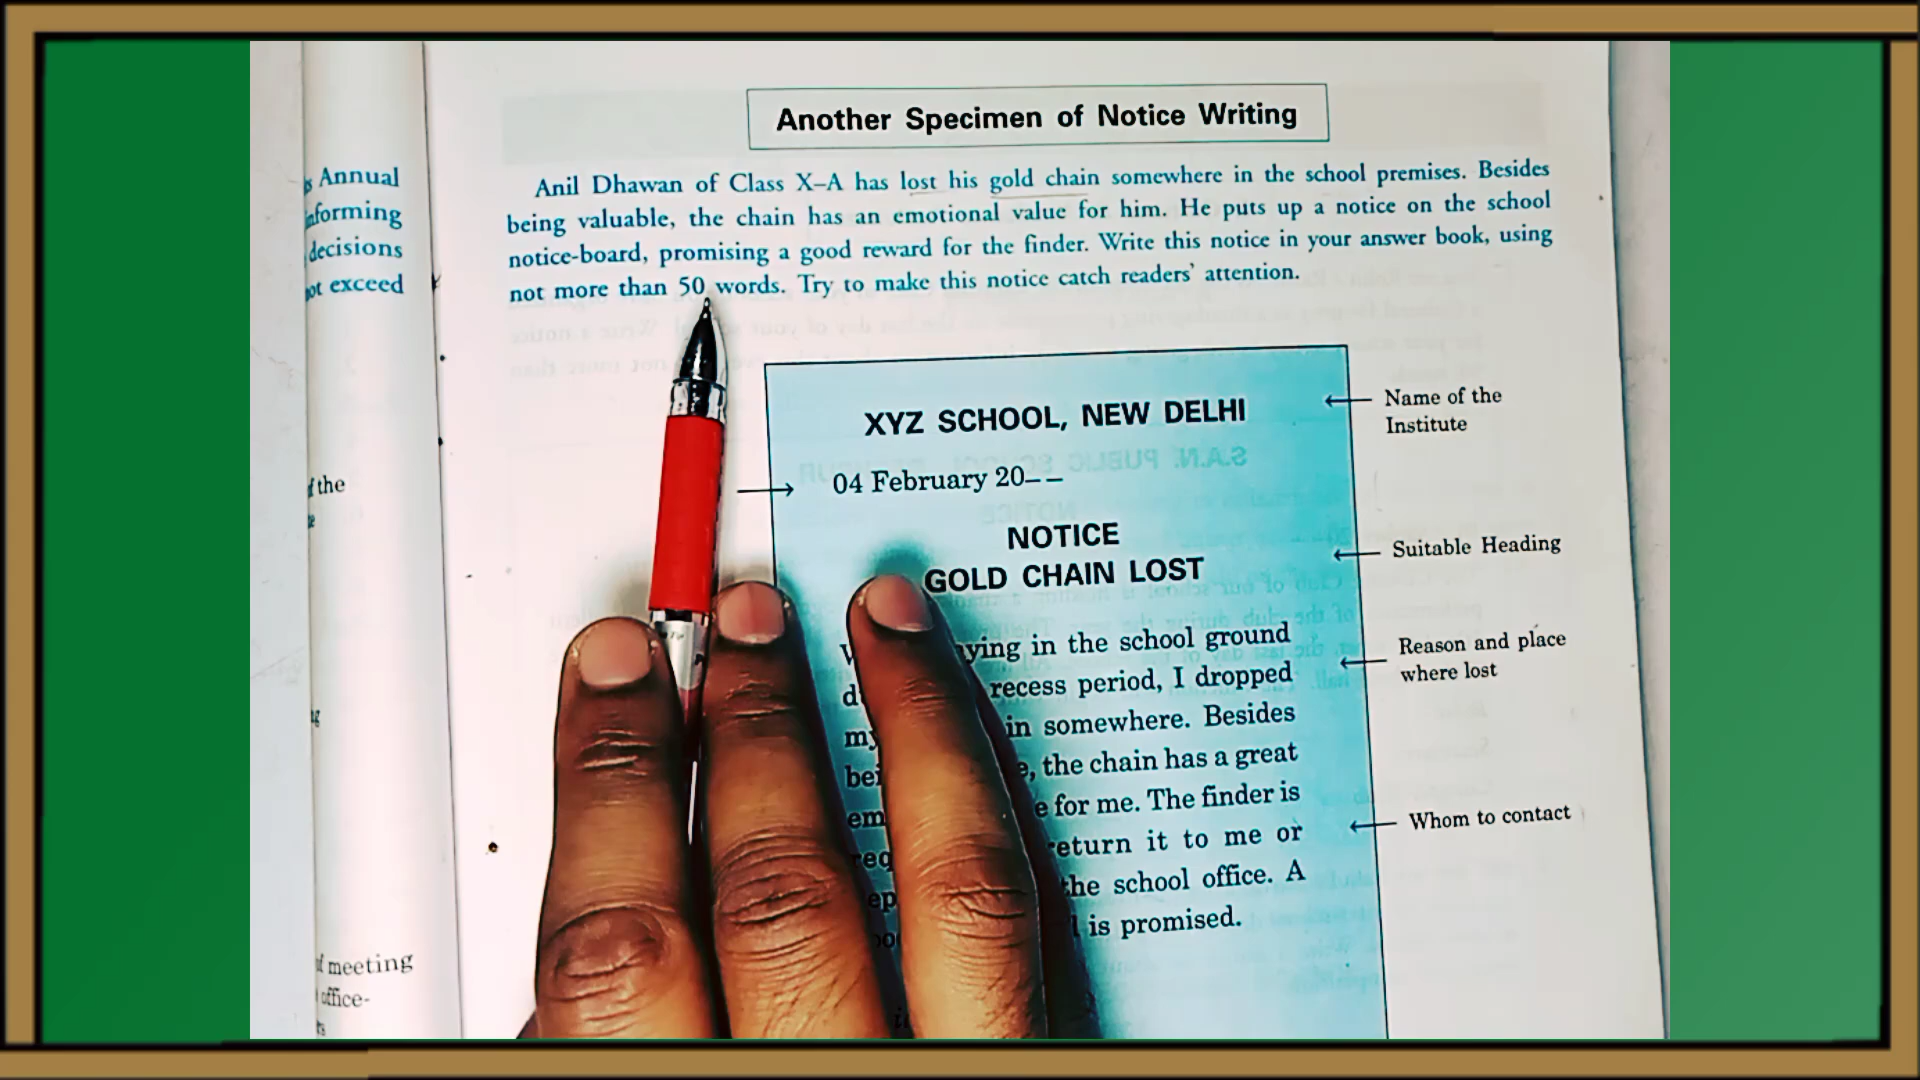 Another Specimen of Notice Writing
Anil Dhawan of Class X–A has lost his gold chain somewhere in the school premises. Besides
being valuable, the chain has an emotional value for him. He puts up a notice on the school
notice-board, promising a good reward for the finder. Write this notice in your answer book, using
not more than 50 words. Try to make this notice catch readers' attention.
Annual
decisions
exceed
the
meeting
office-
XYZ SCHOOL, NEW DELHI
04 February 20– –
NOTICE
GOLD CHAIN LOST
in the school ground
recess period, I dropped
somewhere. Besides
the chain has a great
for me. The finder is
return it to me or
the school office. A
is promised.
Name of the
Institute
Suitable Heading
Reason and place
where lost
Whom to contact